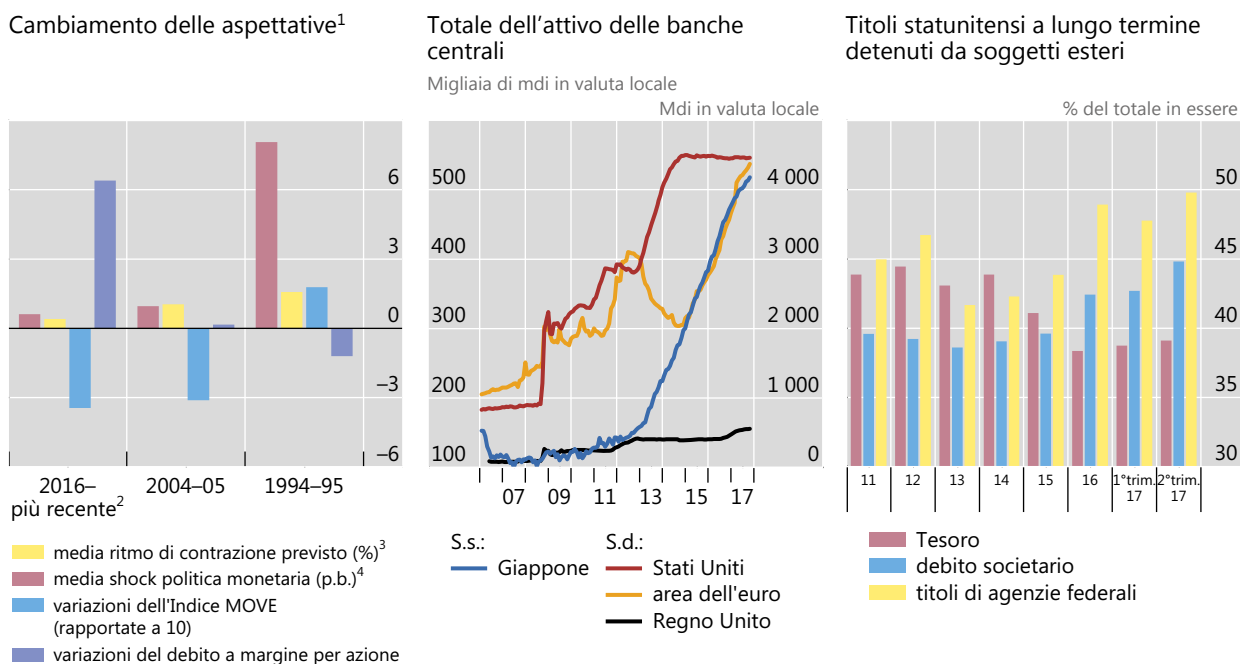 Cambiamento delle aspettative¹
6
3
0
–3
–6
2016–
più recente²
2004–05
1994–95
media ritmo di contrazione previsto (%)³
media shock politica monetaria (p.b.)⁴
variazioni dell'Indice MOVE
(rapportate a 10)
variazioni del debito a margine per azione
Totale dell'attivo delle banche
centrali
Migliaia di mdi in valuta locale
Mdi in valuta locale
500
400
300
200
100
4 000
3 000
2 000
1 000
0
07 09 11 13 15 17
S.s.:
Giappone
S.d.:
Stati Uniti
area dell'euro
Regno Unito
Titoli statunitensi a lungo termine
detenuti da soggetti esteri
% del totale in essere
50
45
40
35
30
11 12 13 14 15 16 1°trim. 2°trim.
17 17
Tesoro
debito societario
titoli di agenzie federali